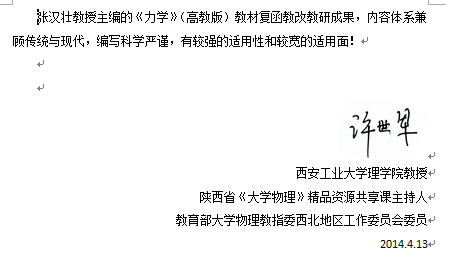 张汉壮教授主编的《力学》（高教版）教材复函教改教研成果，内容体系兼
顾传统与现代，编写科学严谨，有较强的适用性和较宽的适用面！
许世军
西安工业大学理学院教授
陕西省《大学物理》精品资源共享课主持人
教育部大学物理教指委西北地区工作委员会委员
2014.4.13